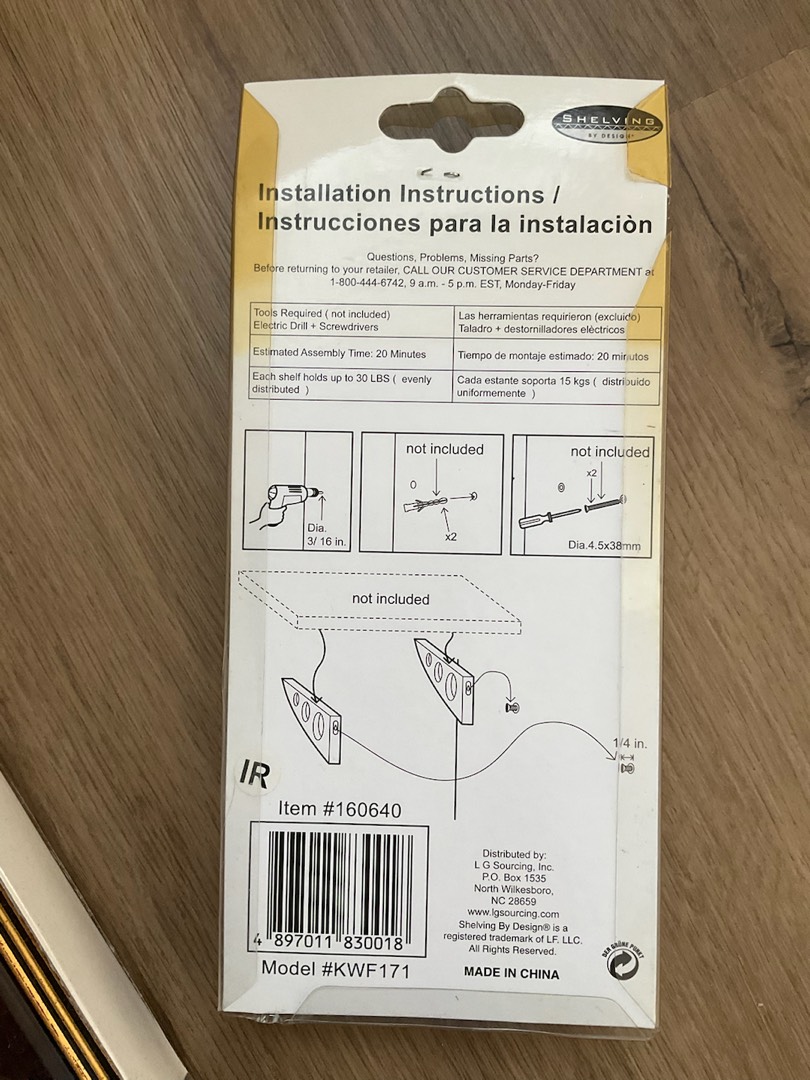 SHELVING
BY DESIGN®
Installation Instructions /
Instrucciones para la instalaciòn
Questions, Problems, Missing Parts?
Before returning to your retailer, CALL OUR CUSTOMER SERVICE DEPARTMENT at
1-800-444-6742, 9 a.m. - 5 p.m. EST, Monday-Friday
Tools Required ( not included)
Electric Drill + Screwdrivers
Las herramientas requirieron (excluido)
Taladro + destornilladores elèctricos
Estimated Assembly Time: 20 Minutes
Tiempo de montaje estimado: 20 minutos
Each shelf holds up to 30 LBS ( evenly
distributed )
Cada estante soporta 15 kgs ( distribuido
uniformemente )
Dia.
3/ 16 in.
not included
x2
not included
x2
Dia.4.5x38mm
not included
1/4 in.
IR
Item #160640
4 897011 830018
Model #KWF171
Distributed by:
L G Sourcing, Inc.
P.O. Box 1535
North Wilkesboro,
NC 28659
www.lgsourcing.com
Shelving By Design® is a
registered trademark of LF. LLC.
All Rights Reserved.
MADE IN CHINA
DER GRÜNE PUNKT